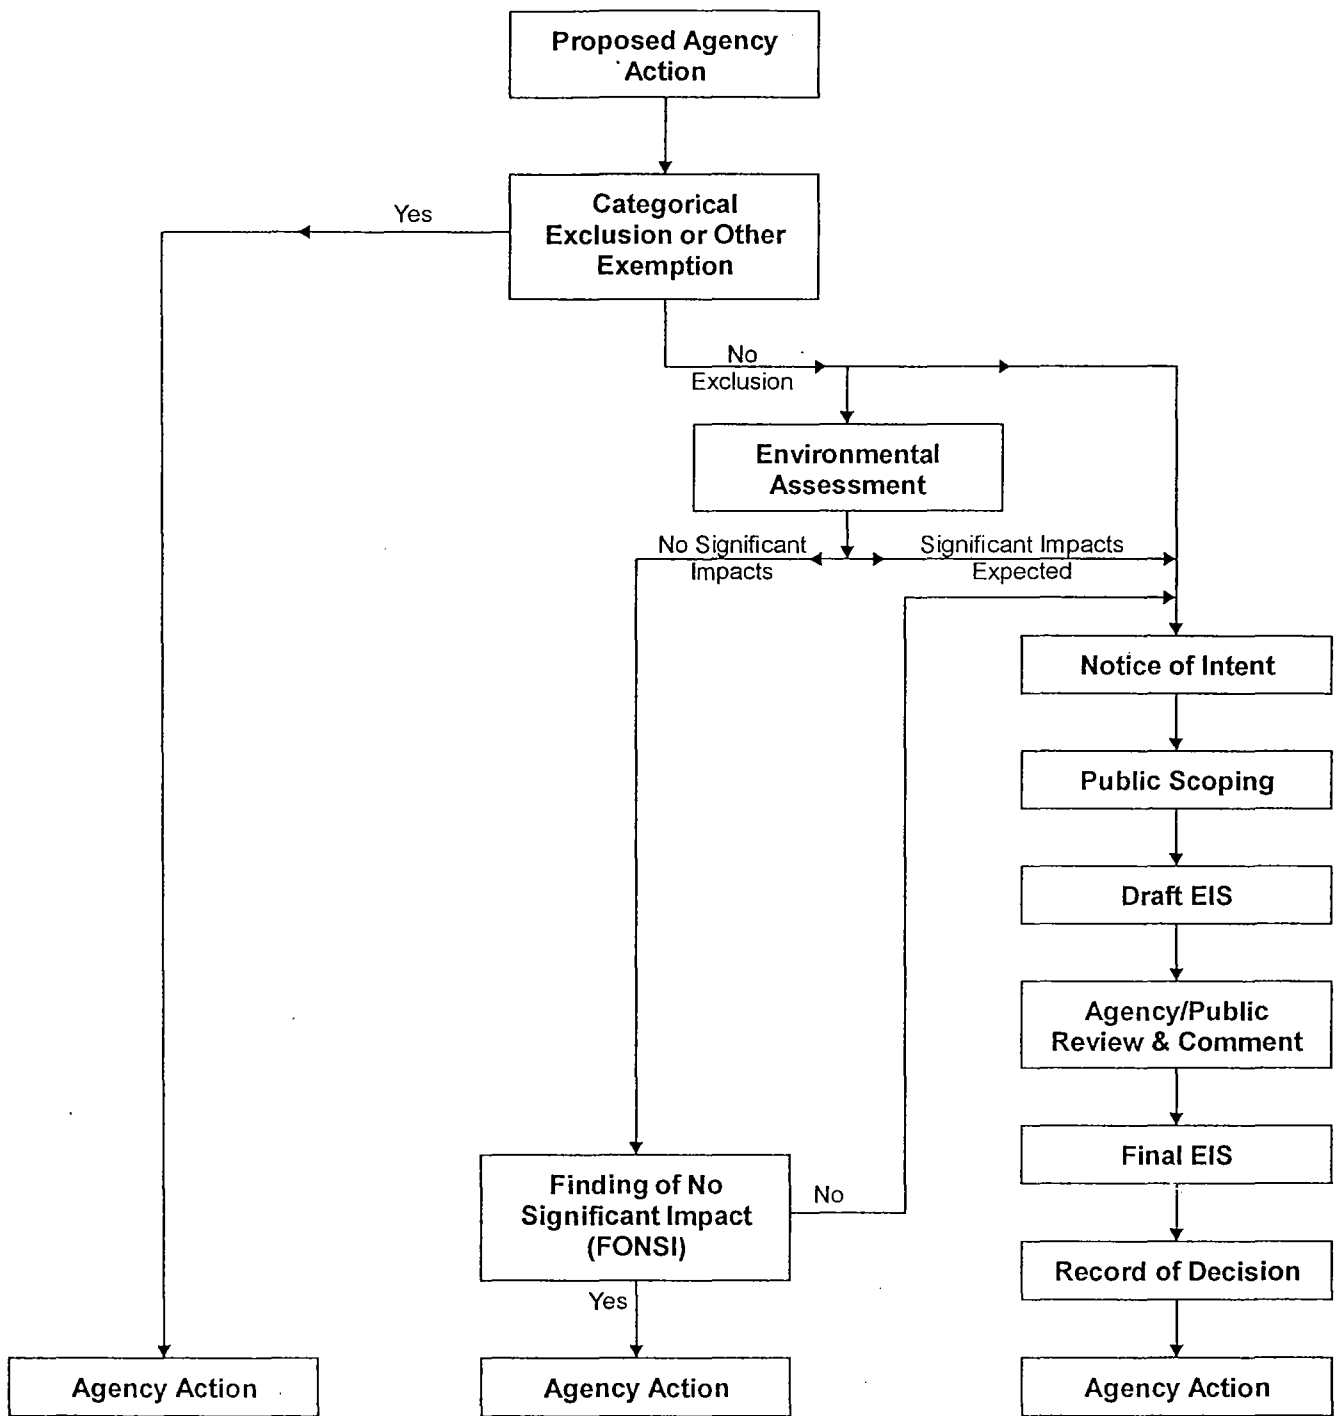 Proposed Agency
Action
Categorical
Exclusion or Other
Exemption
Yes
No
Exclusion
Environmental
Assessment
No Significant
Impacts
Significant Impacts
Expected
Notice of Intent
Public Scoping
Draft EIS
Agency/Public
Review & Comment
Final EIS
Finding of No
Significant Impact
(FONSI)
No
Record of Decision
Yes
Agency Action
Agency Action
Agency Action